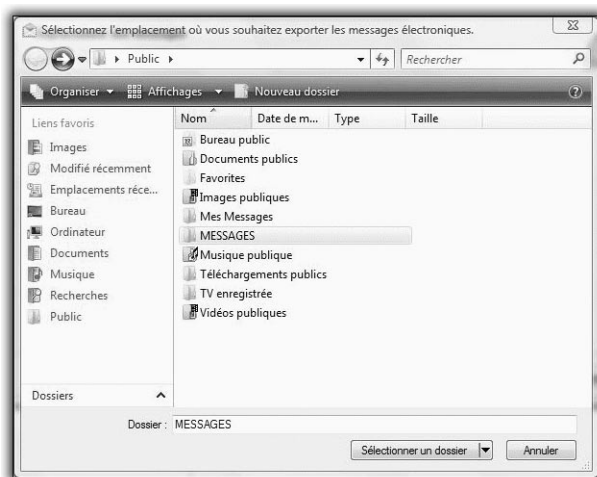 Sélectionnez l'emplacement où vous souhaitez exporter les messages électroniques.
Public
Rechercher
Organiser Affichages Nouveau dossier
Liens favoris
Images
Modifié récemment
Emplacements réce...
Bureau
Ordinateur
Documents
Musique
Recherches
Public
Dossiers
Nom Date de m... Type Taille
Bureau public
Documents publics
Favorites
Images publiques
Mes Messages
MESSAGES
Musique publique
Téléchargements publics
TV enregistrée
Vidéos publiques
Dossier : MESSAGES
Sélectionner un dossier Annuler